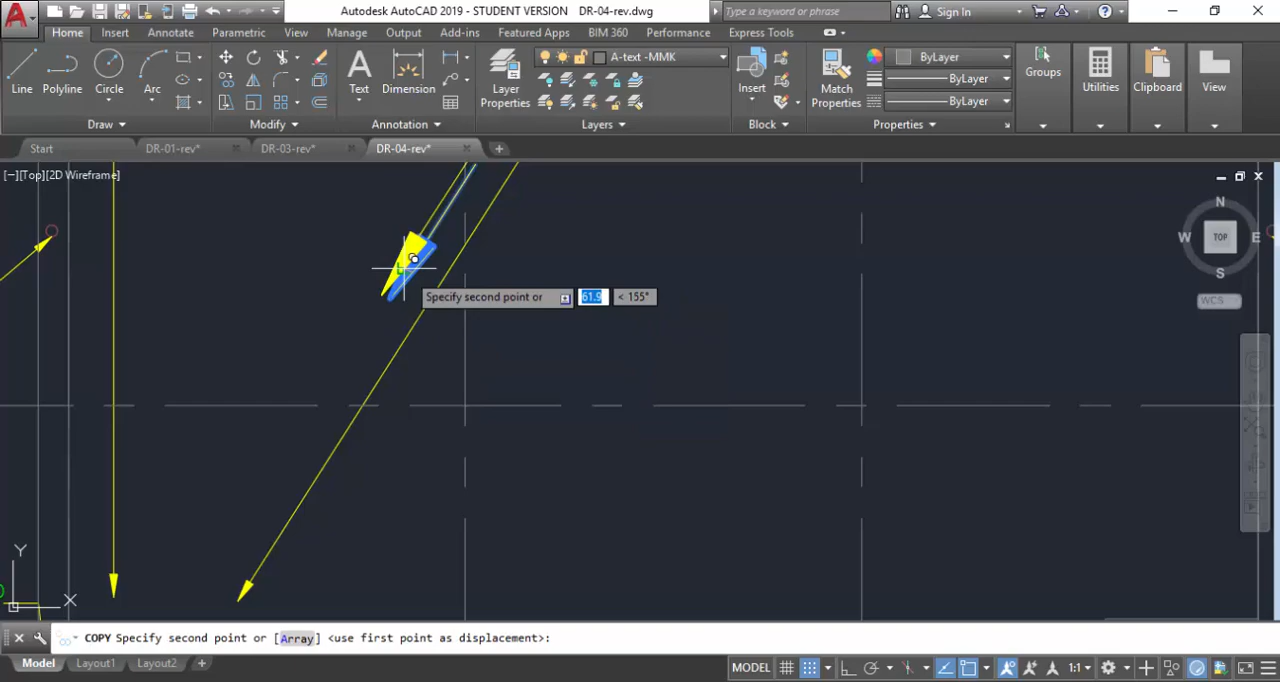 Autodesk AutoCAD 2019 - STUDENT VERSION DR-04-rev.dwg
Type a keyword or phrase
Sign In
Home Insert Annotate Parametric View Manage Output Add-ins Featured Apps BIM 360 Performance Express Tools
A-text -MMK
ByLayer
ByLayer
ByLayer
Line Polyline Circle Arc
Text Dimension
Layer Properties
Insert
Match Properties
Groups
Utilities
Clipboard
View
Draw Modify Annotation Layers Block Properties
Start DR-01-rev* DR-03-rev* DR-04-rev*
[−][Top][2D Wireframe]
N
W TOP E
S
WCS
Specify second point or 61.9 < 155°
Y
X
COPY Specify second point or [Array] <use first point as displacement>:
Model Layout1 Layout2
MODEL 1:1